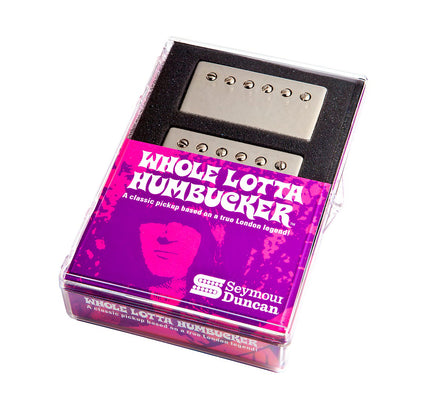 WHOLE LOTTA
HUMBUCKER
A classic pickup based on a true London legend!
Seymour
Duncan
WHOLE LOTTA HUMBUCKER
A classic pickup based on a true London legend!